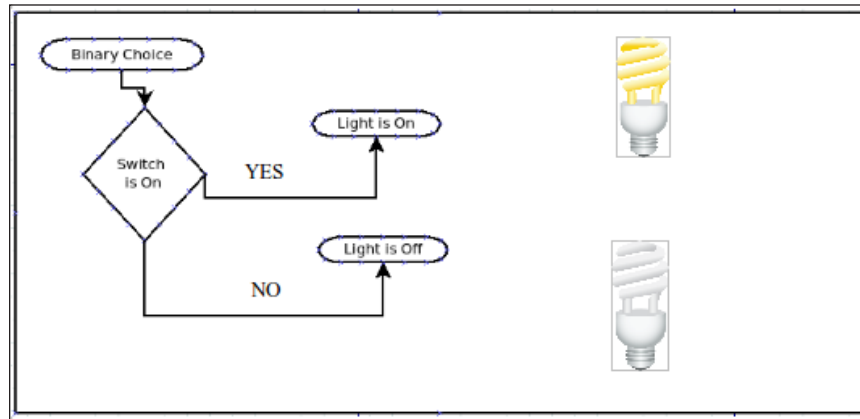 Binary Choice
Light is On
Switch
is On
YES
Light is Off
NO